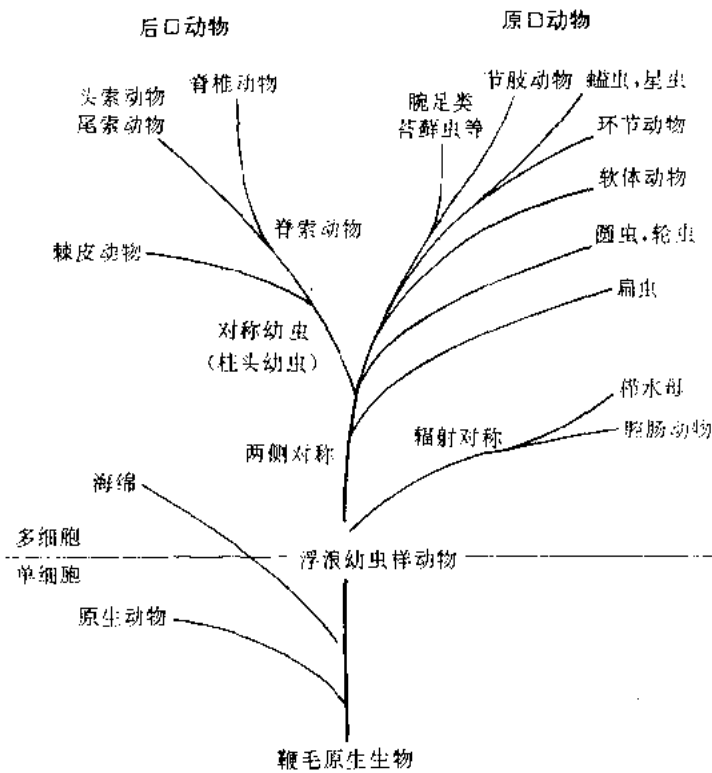 后口动物
原口动物
头索动物
尾索动物
脊椎动物
腕足类
苔鲜虫等
节肢动物
螠虫,星虫
环节动物
软体动物
圆虫,轮虫
扁虫
脊索动物
棘皮动物
对称幼虫
(柱头幼虫)
两侧对称
辐射对称
栉水母
腔肠动物
海绵
多细胞
单细胞
浮浪幼虫样动物
原生动物
鞭毛原生生物